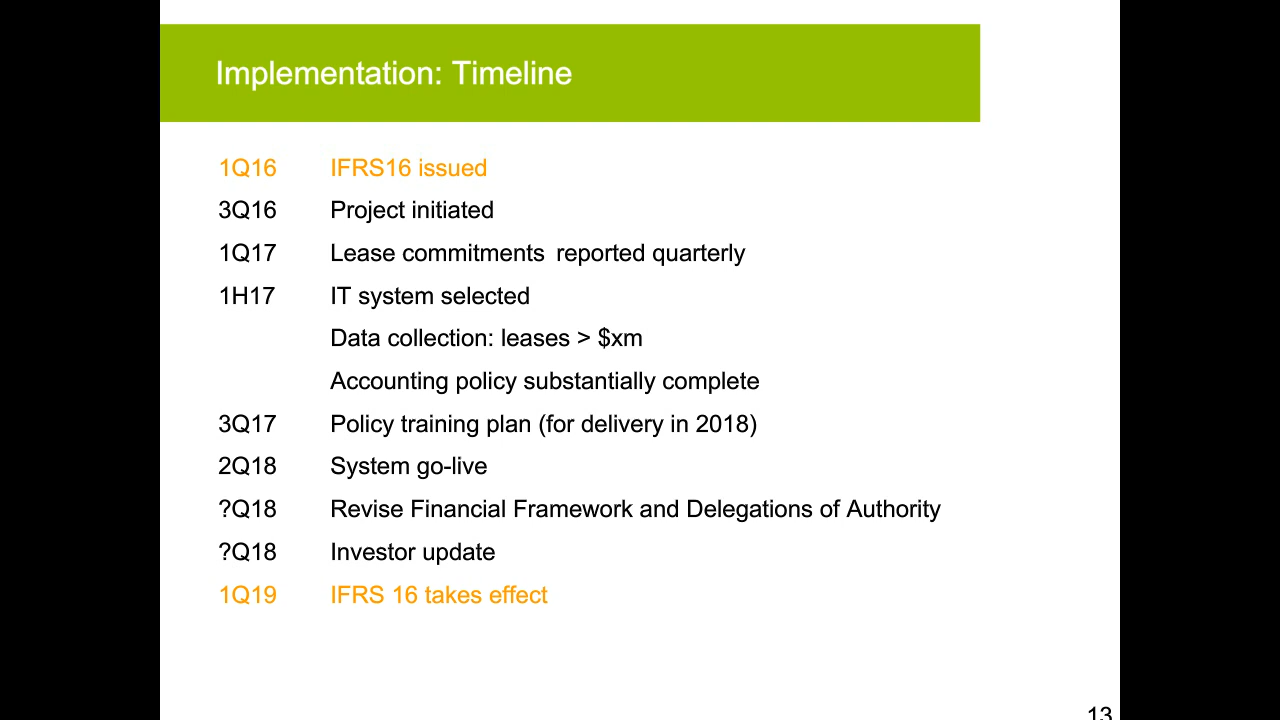 Implementation: Timeline
1Q16 IFRS16 issued
3Q16 Project initiated
1Q17 Lease commitments reported quarterly
1H17 IT system selected
Data collection: leases > $xm
Accounting policy substantially complete
3Q17 Policy training plan (for delivery in 2018)
2Q18 System go-live
?Q18 Revise Financial Framework and Delegations of Authority
?Q18 Investor update
1Q19 IFRS 16 takes effect
13